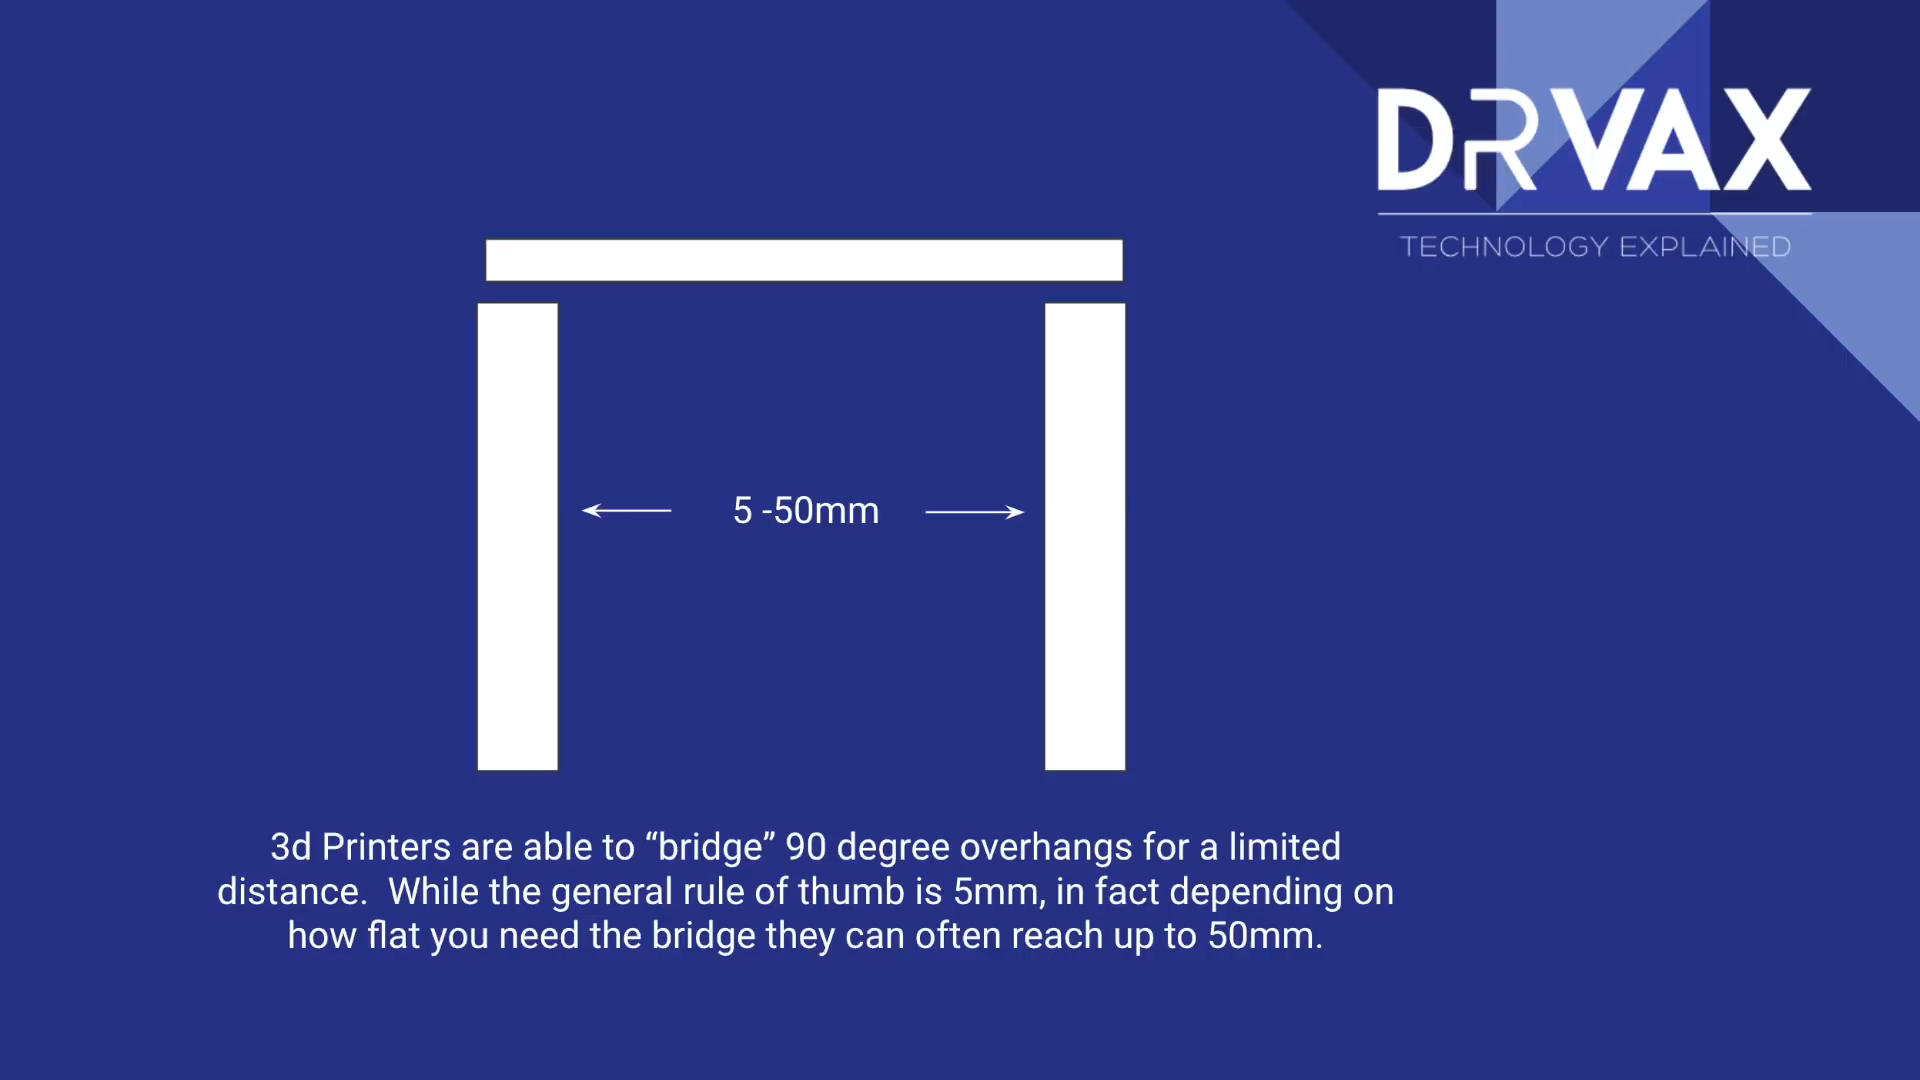 DRVAX
TECHNOLOGY EXPLAINED
5 -50mm
3d Printers are able to “bridge” 90 degree overhangs for a limited
distance.  While the general rule of thumb is 5mm, in fact depending on
how flat you need the bridge they can often reach up to 50mm.